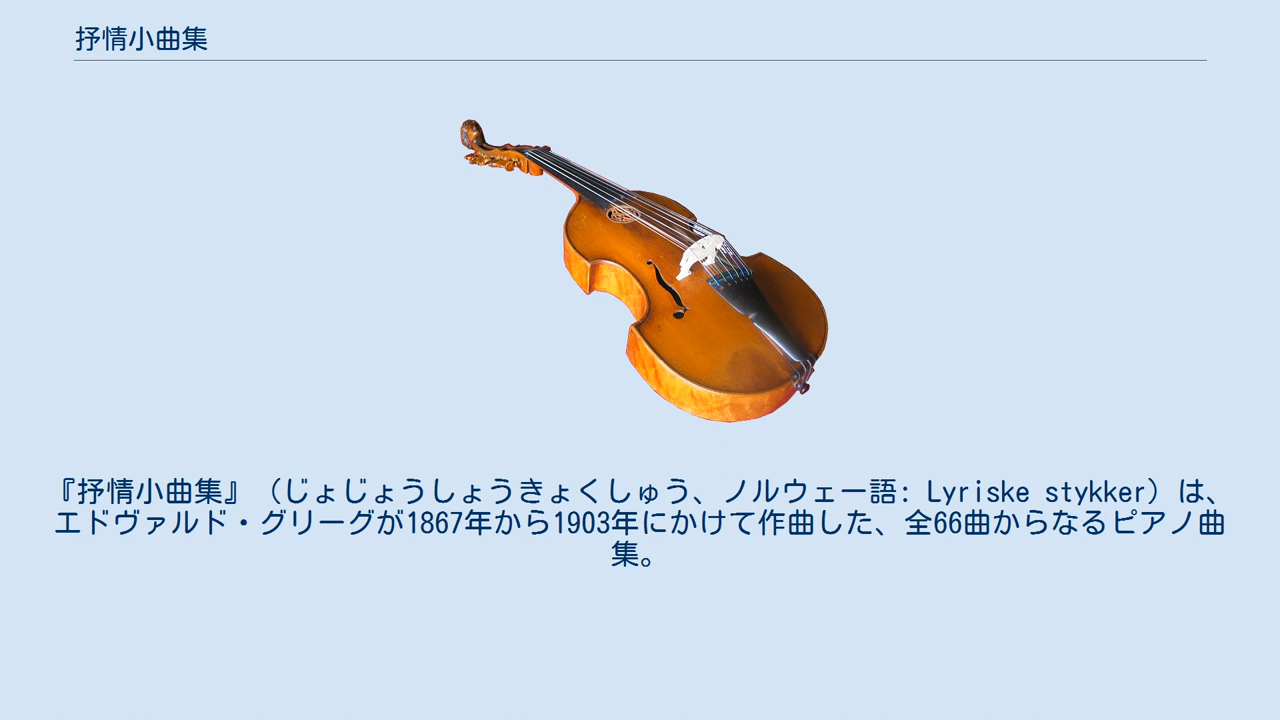 抒情小曲集
『抒情小曲集』（じょじょうしょうきょくしゅう、ノルウェー語: Lyriske stykker）は、
エドヴァルド・グリーグが1867年から1903年にかけて作曲した、全66曲からなるピアノ曲
集。